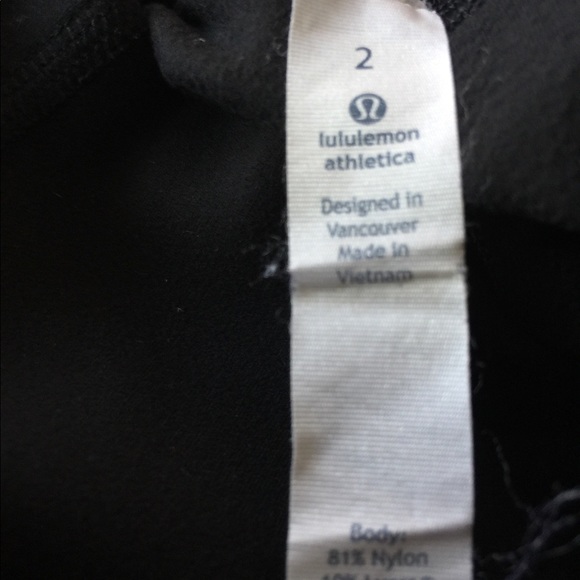 2
lululemon
athletica
Designed in
Vancouver
Made in
Vietnam
Body:
81% Nylon